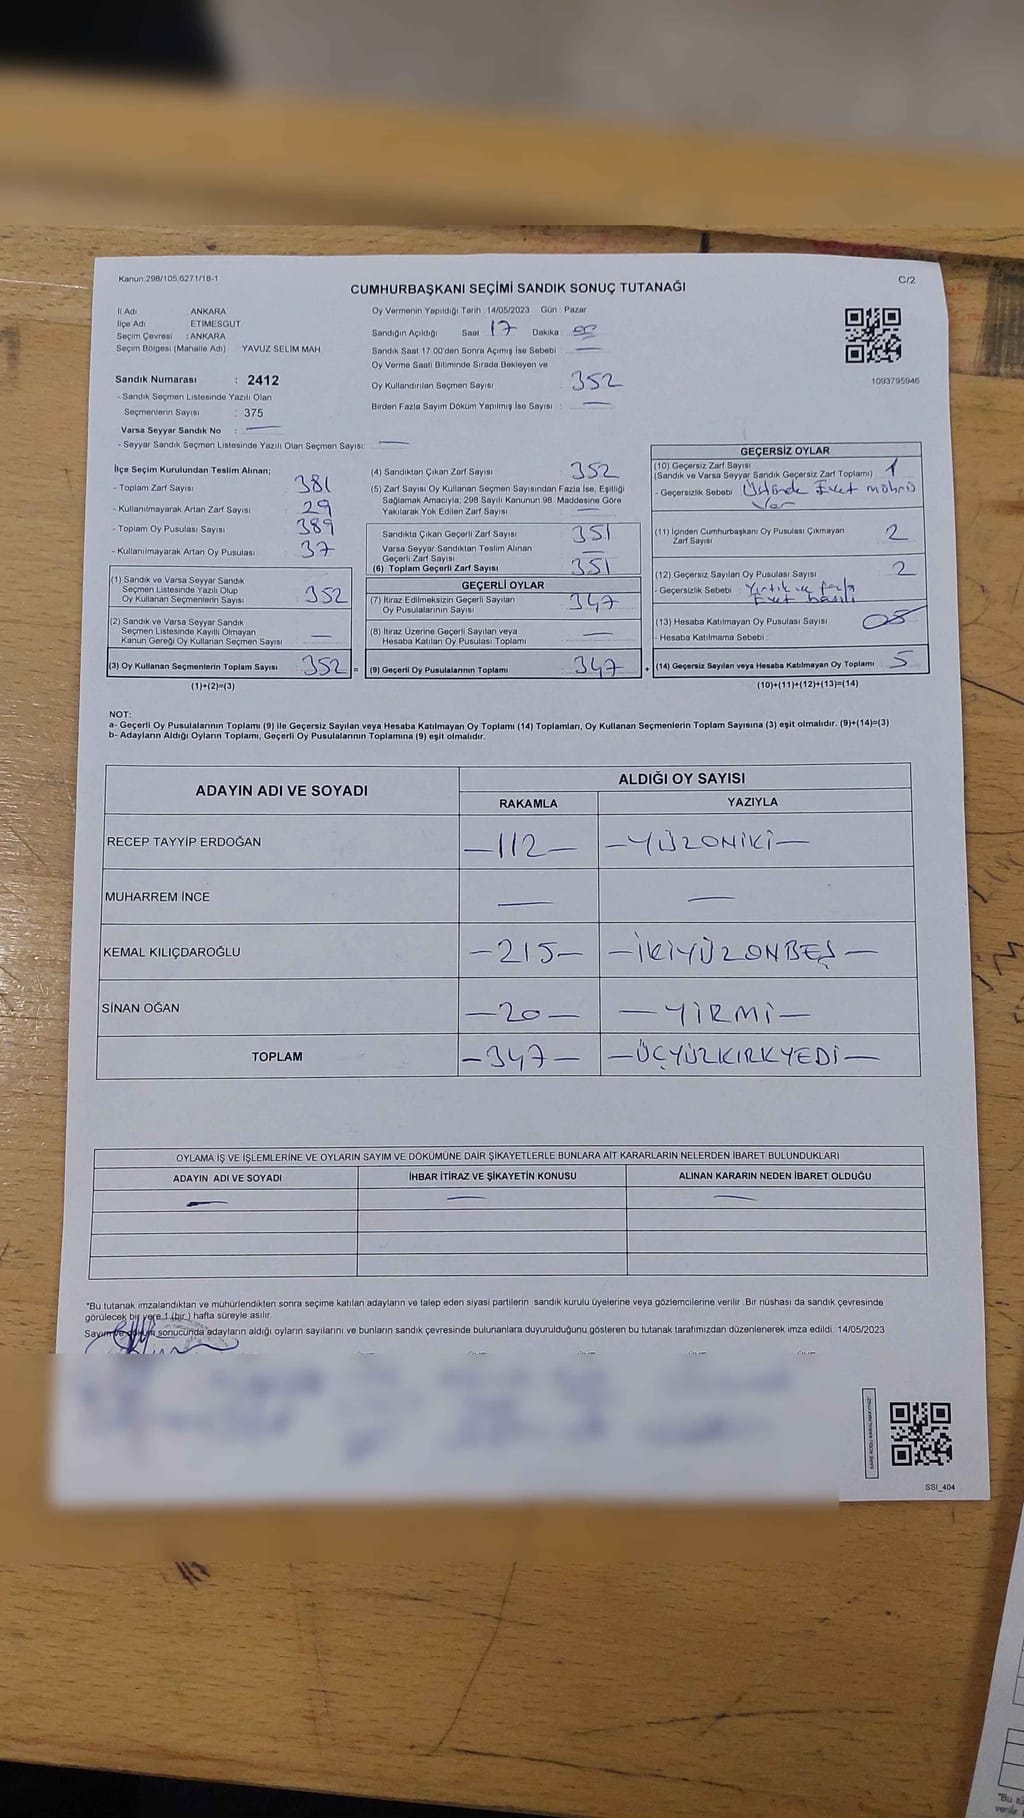 Kanun:298/105,6271/18-1
C/2
CUMHURBAŞKANI SEÇİMİ SANDIK SONUÇ TUTANAĞI
İl Adı ANKARA
İlçe Adı ETİMESGUT
Seçim Çevresi : ANKARA
Seçim Bölgesi (Mahalle Adı) YAVUZ SELİM MAH
Sandık Numarası : 2412
- Sandık Seçmen Listesinde Yazılı Olan
Seçmenlerin Sayısı : 375
Varsa Seyyar Sandık No : —
- Seyyar Sandık Seçmen Listesinde Yazılı Olan Seçmen Sayısı: —
Oy Vermenin Yapıldığı Tarih :14/05/2023 Gün : Pazar
Sandığın Açıldığı Saat 17 Dakika 00
Sandık Saat 17.00'den Sonra Açımış İse Sebebi : —
Oy Verme Saati Bitiminde Sırada Bekleyen ve
Oy Kullandırılan Seçmen Sayısı : 352
Birden Fazla Sayım Döküm Yapılmış İse Sayısı : —
1093795946
İlçe Seçim Kurulundan Teslim Alınan;
- Toplam Zarf Sayısı 381
- Kullanılmayarak Artan Zarf Sayısı 29
- Toplam Oy Pusulası Sayısı 389
- Kullanılmayarak Artan Oy Pusulası 37
(1) Sandık ve Varsa Seyyar Sandık
Seçmen Listesinde Yazılı Olup
Oy Kullanan Seçmenlerin Sayısı 352
(2) Sandık ve Varsa Seyyar Sandık
Seçmen Listesinde Kayıtlı Olmayan
Kanun Gereği Oy Kullanan Seçmen Sayısı —
(3) Oy Kullanan Seçmenlerin Toplam Sayısı 352 =
(1)+(2)=(3)
(4) Sandıktan Çıkan Zarf Sayısı 352
(5) Zarf Sayısı Oy Kullanan Seçmen Sayısından Fazla İse, Eşitliği
Sağlamak Amacıyla; 298 Sayılı Kanunun 98. Maddesine Göre
Yakılarak Yok Edilen Zarf Sayısı : —
Sandıkta Çıkan Geçerli Zarf Sayısı 351
Varsa Seyyar Sandıktan Teslim Alınan
Geçerli Zarf Sayısı —
(6) Toplam Geçerli Zarf Sayısı 351
GEÇERLİ OYLAR
(7) İtiraz Edilmeksizin Geçerli Sayılan
Oy Pusulalarının Sayısı 347
(8) İtiraz Üzerine Geçerli Sayılan veya
Hesaba Katılan Oy Pusulası Toplamı —
(9) Geçerli Oy Pusulalarının Toplamı 347 +
GEÇERSİZ OYLAR
(10) Geçersiz Zarf Sayısı
(Sandık ve Varsa Seyyar Sandık Geçersiz Zarf Toplamı) 1
- Geçersizlik Sebebi : Üstünde Evet mührü
Var
(11) İçinden Cumhurbaşkanı Oy Pusulası Çıkmayan
Zarf Sayısı 2
(12) Geçersiz Sayılan Oy Pusulası Sayısı 2
- Geçersizlik Sebebi : Yırtık ve fazla
Evet basılı
(13) Hesaba Katılmayan Oy Pusulası Sayısı
- Hesaba Katılmama Sebebi :
(14) Geçersiz Sayılan veya Hesaba Katılmayan Oy Toplamı 5
(10)+(11)+(12)+(13)=(14)
NOT:
a- Geçerli Oy Pusulalarının Toplamı (9) ile Geçersiz Sayılan veya Hesaba Katılmayan Oy Toplamı (14) Toplamları, Oy Kullanan Seçmenlerin Toplam Sayısına (3) eşit olmalıdır. (9)+(14)=(3)
b- Adayların Aldığı Oyların Toplamı, Geçerli Oy Pusulalarının Toplamına (9) eşit olmalıdır.
ADAYIN ADI VE SOYADI
ALDIĞI OY SAYISI
RAKAMLA YAZIYLA
RECEP TAYYİP ERDOĞAN —112— —YÜZONİKİ—
MUHARREM İNCE — —
KEMAL KILIÇDAROĞLU —215— —İKİYÜZONBEŞ—
SİNAN OĞAN —20— —YİRMİ—
TOPLAM —347— —ÜÇYÜZKIRKYEDİ—
OYLAMA İŞ VE İŞLEMLERİNE VE OYLARIN SAYIM VE DÖKÜMÜNE DAİR ŞİKAYETLERLE BUNLARA AİT KARARLARIN NELERDEN İBARET BULUNDUKLARI
ADAYIN ADI VE SOYADI İHBAR İTİRAZ VE ŞİKAYETİN KONUSU ALINAN KARARIN NEDEN İBARET OLDUĞU
— — —
*Bu tutanak imzalandıktan ve mühürlendikten sonra seçime katılan adayların ve talep eden siyasi partilerin sandık kurulu üyelerine veya gözlemcilerine verilir .Bir nüshası da sandık çevresinde
görülecek bir yere 1 (bir ) hafta süreyle asılır.
Sayım ve döküm sonucunda adayların aldığı oyların sayılarını ve bunların sandık çevresinde bulunanlara duyurulduğunu gösteren bu tutanak tarafımızdan düzenlenerek imza edildi. 14/05/2023
SSI_404